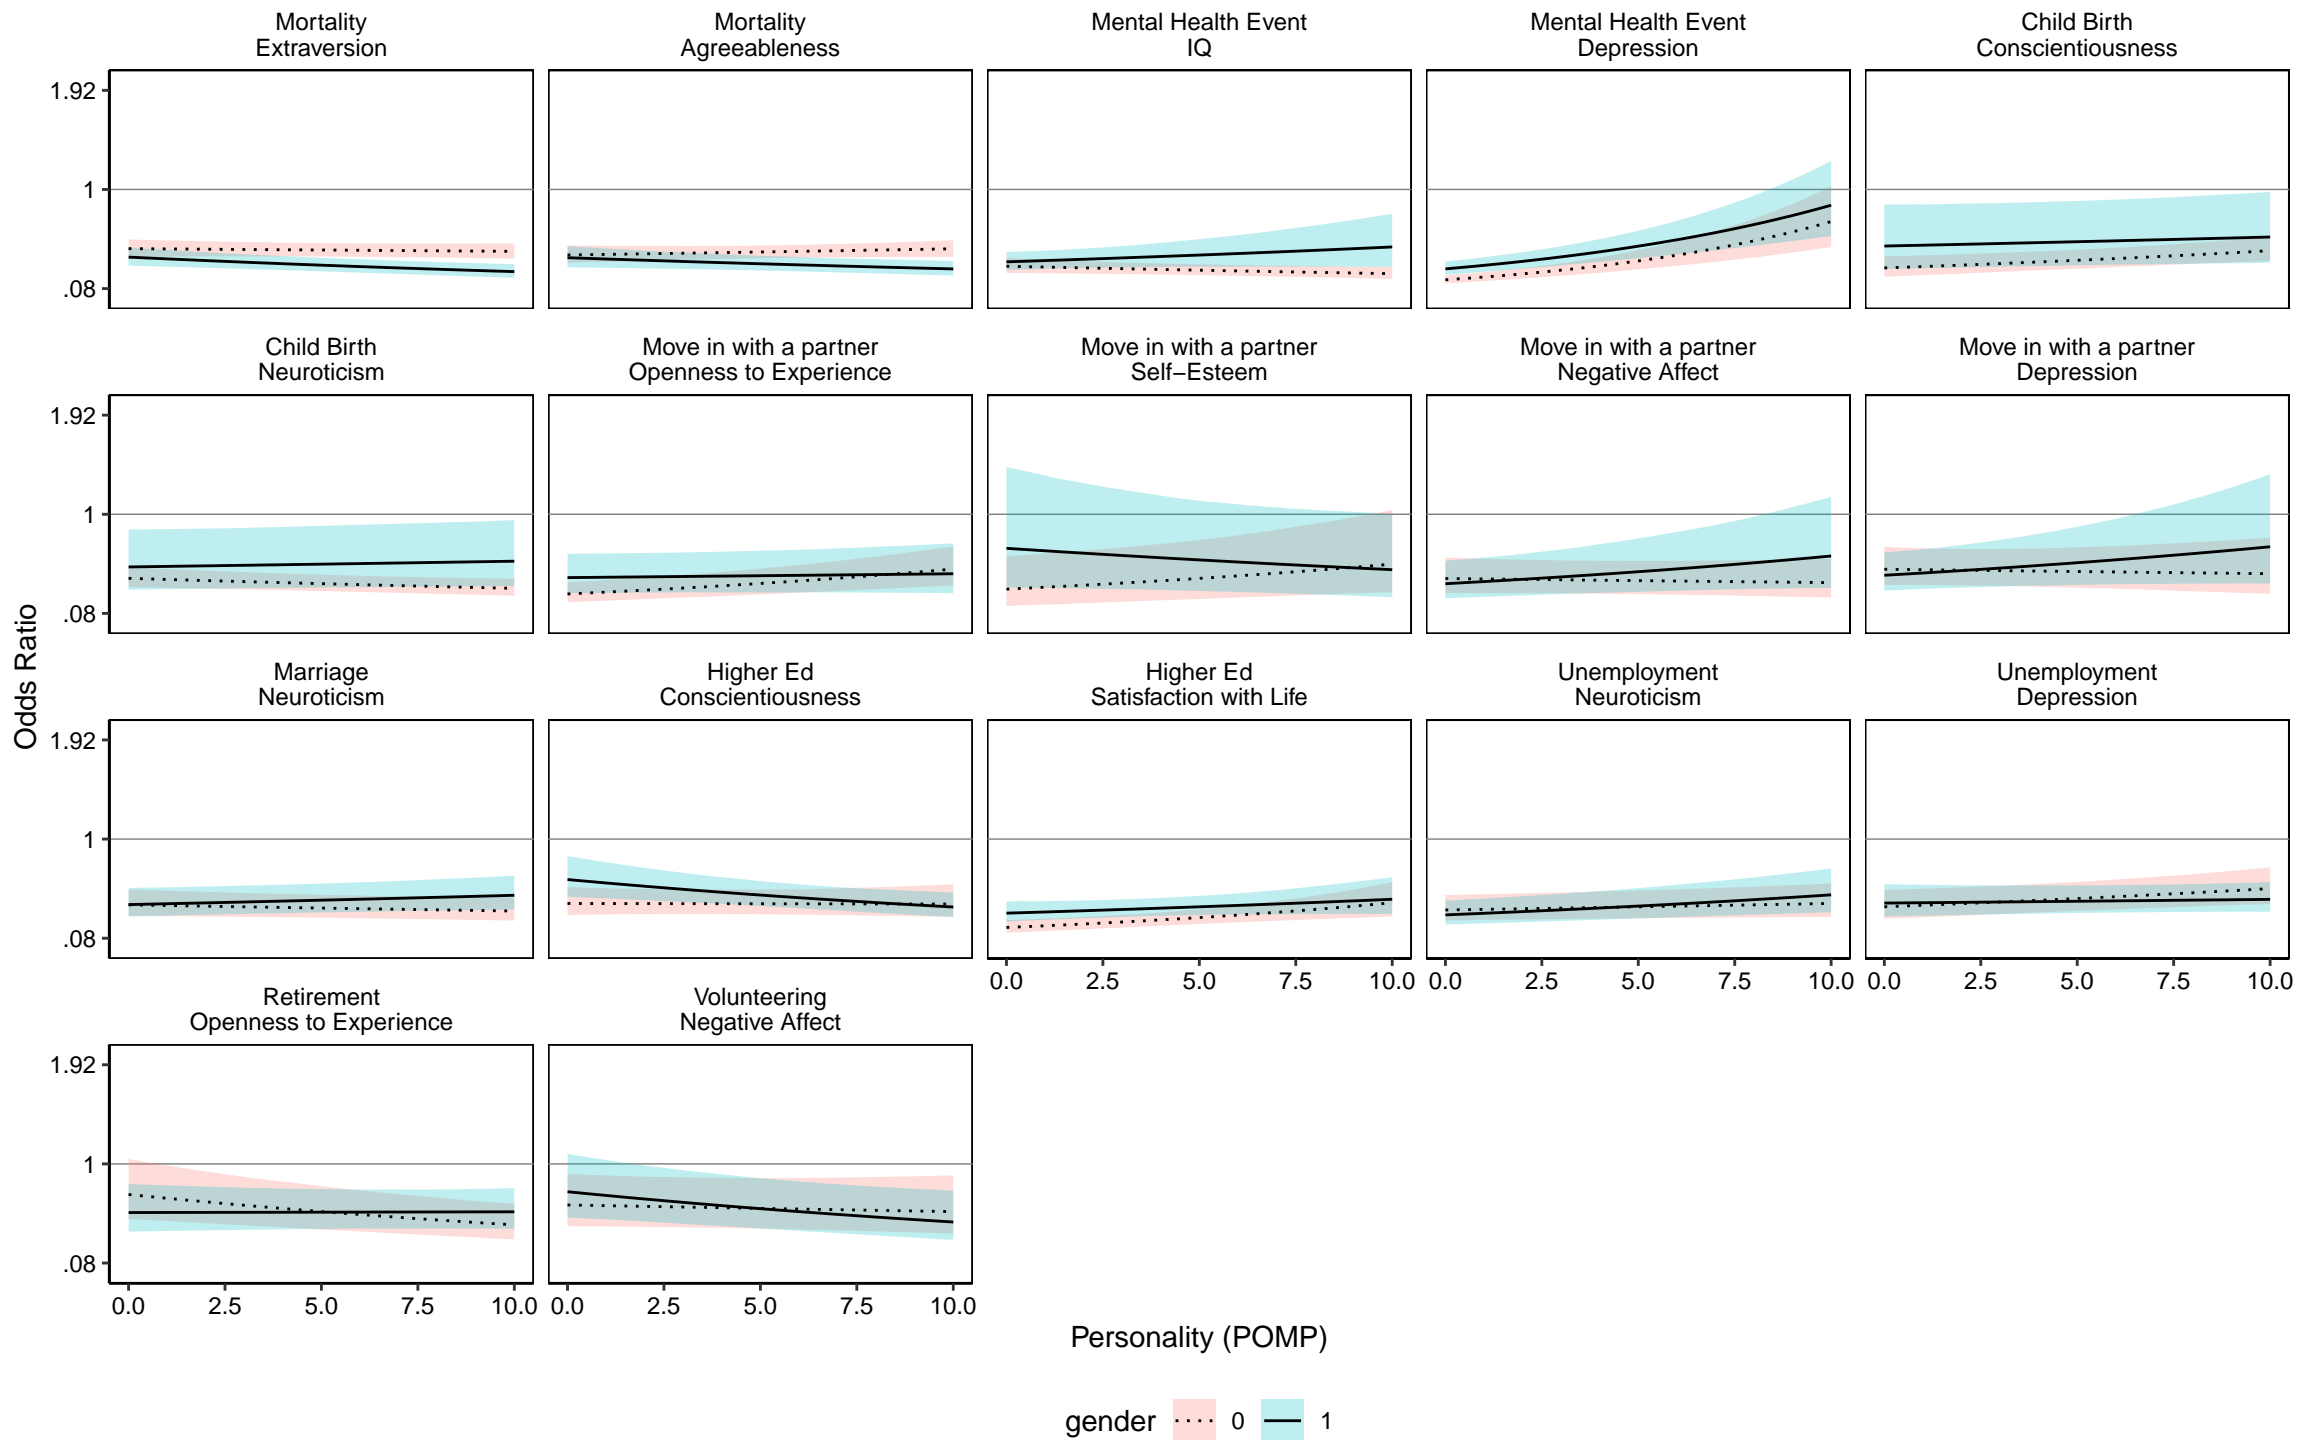 Mortality
Extraversion
Mortality
Agreeableness
Mental Health Event
IQ
Mental Health Event
Depression
Child Birth
Conscientiousness
1.92
1
.08
Child Birth
Neuroticism
Move in with a partner
Openness to Experience
Move in with a partner
Self−Esteem
Move in with a partner
Negative Affect
Move in with a partner
Depression
1.92
1
.08
Odds Ratio
Marriage
Neuroticism
Higher Ed
Conscientiousness
Higher Ed
Satisfaction with Life
Unemployment
Neuroticism
Unemployment
Depression
1.92
1
.08
0.0 2.5 5.0 7.5 10.0
0.0 2.5 5.0 7.5 10.0
0.0 2.5 5.0 7.5 10.0
Retirement
Openness to Experience
Volunteering
Negative Affect
1.92
1
.08
0.0 2.5 5.0 7.5 10.0
0.0 2.5 5.0 7.5 10.0
Personality (POMP)
gender 0 1